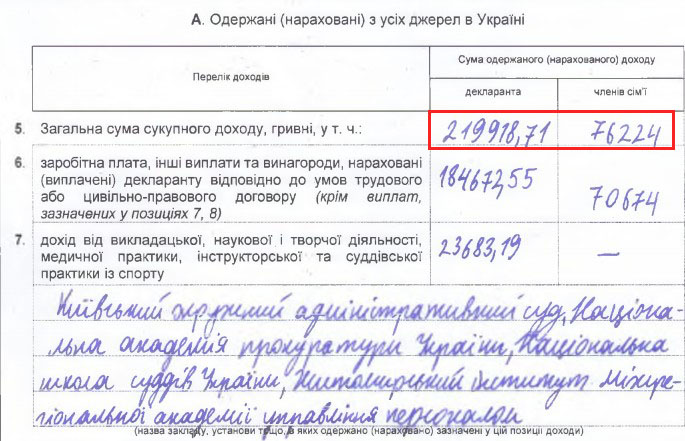 А. Одержані (нараховані) з усіх джерел в Україні
Перелік доходів
Сума одержаного (нарахованого) доходу
декларанта
членів сім'ї
5. Загальна сума сукупного доходу, гривні, у т. ч.: 219918,71 76224
6. заробітна плата, інші виплати та винагороди, нараховані
(виплачені) декларанту відповідно до умов трудового
або цивільно-правового договору (крім виплат,
зазначених у позиціях 7, 8)
184672,55
70674
7. дохід від викладацької, наукової і творчої діяльності,
медичної практики, інструкторської та суддівської
практики із спорту
23683,19 —
Київський окружний адміністративний суд, Націона-
льна академія прокуратури України, Національна
школа суддів України, Житомирський інститут Міжре-
гіональної академії управління персоналом
(назва закладу, установи тощо, в яких одержано (нараховано) зазначені у цій позиції доходи)